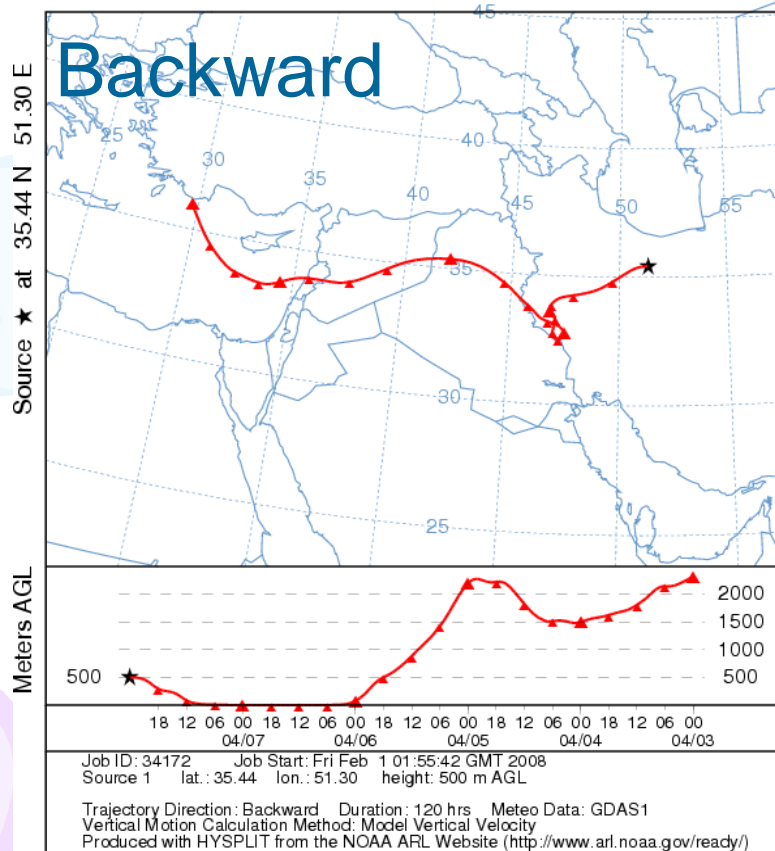 Backward
Source ★ at 35.44 N 51.30 E
45
25
30
35
40
45
50
55
40
35
30
25
Meters AGL
500
2000
1500
1000
500
18 12 06 00 18 12 06 00 18 12 06 00 18 12 06 00 18 12 06 00
04/07 04/06 04/05 04/04 04/03
Job ID: 34172 Job Start: Fri Feb 1 01:55:42 GMT 2008
Source 1 lat.: 35.44 lon.: 51.30 height: 500 m AGL
Trajectory Direction: Backward Duration: 120 hrs Meteo Data: GDAS1
Vertical Motion Calculation Method: Model Vertical Velocity
Produced with HYSPLIT from the NOAA ARL Website (http://www.arl.noaa.gov/ready/)